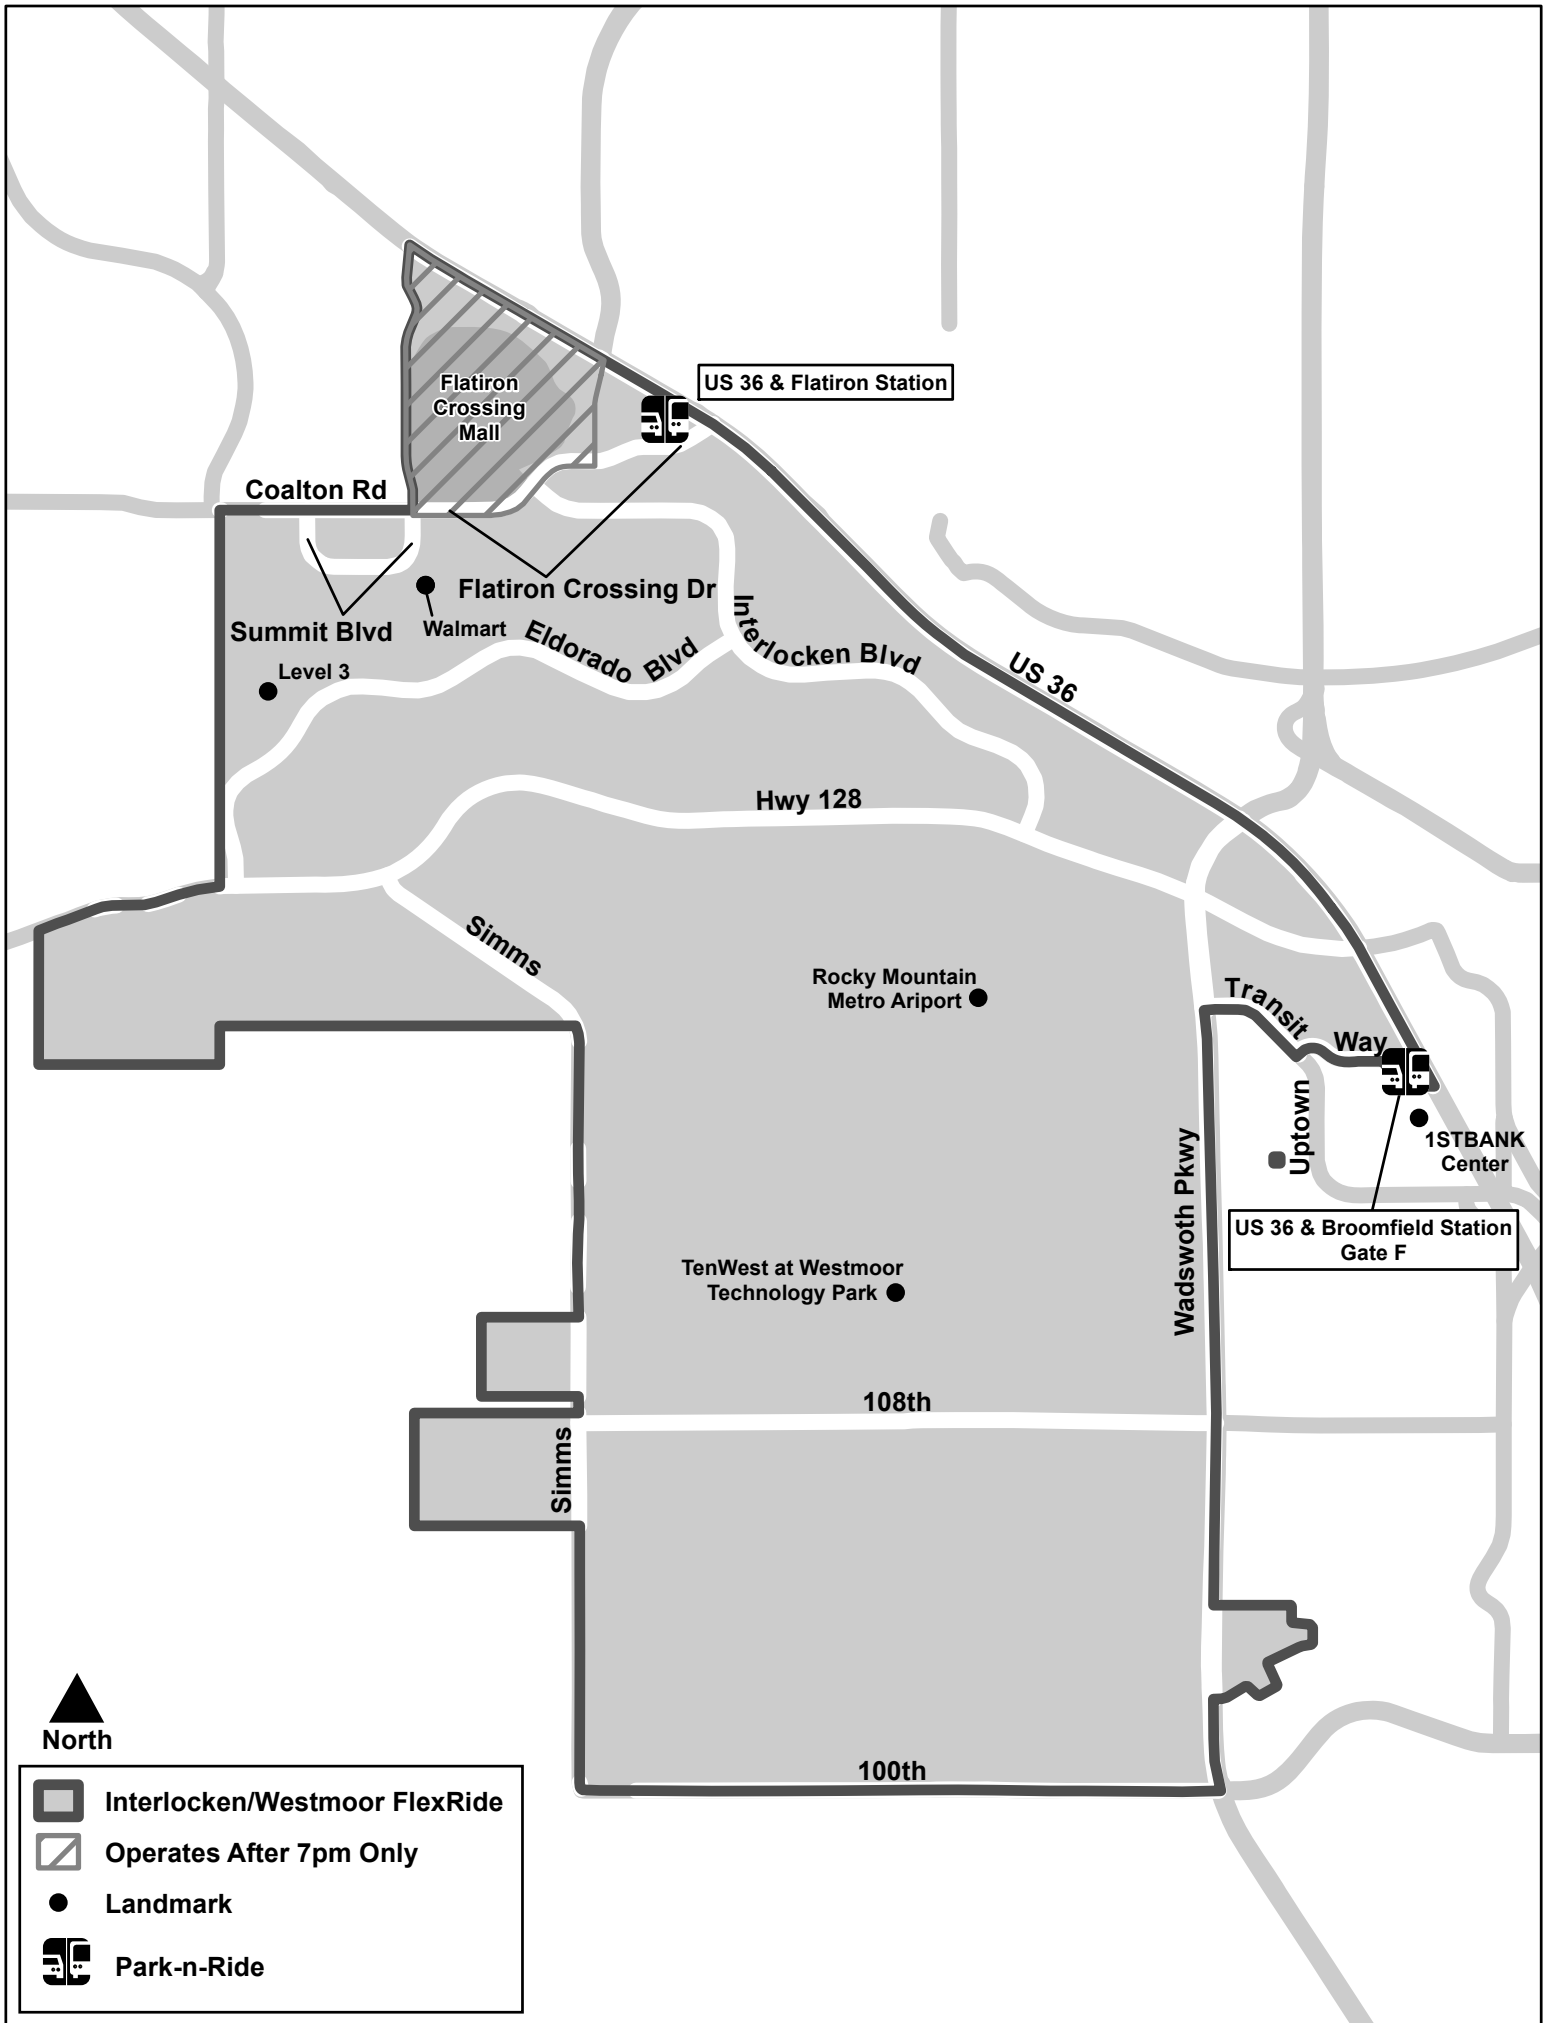 US 36 & Flatiron Station
Flatiron
Crossing
Mall
Coalton Rd
Flatiron Crossing Dr
Summit Blvd
Walmart
Level 3
Eldorado Blvd
Interlocken Blvd
US 36
Hwy 128
Simms
Rocky Mountain
Metro Ariport
Transit Way
Uptown
1STBANK
Center
Wadswoth Pkwy
US 36 & Broomfield Station
Gate F
TenWest at Westmoor
Technology Park
108th
Simms
100th
North
Interlocken/Westmoor FlexRide
Operates After 7pm Only
Landmark
Park-n-Ride